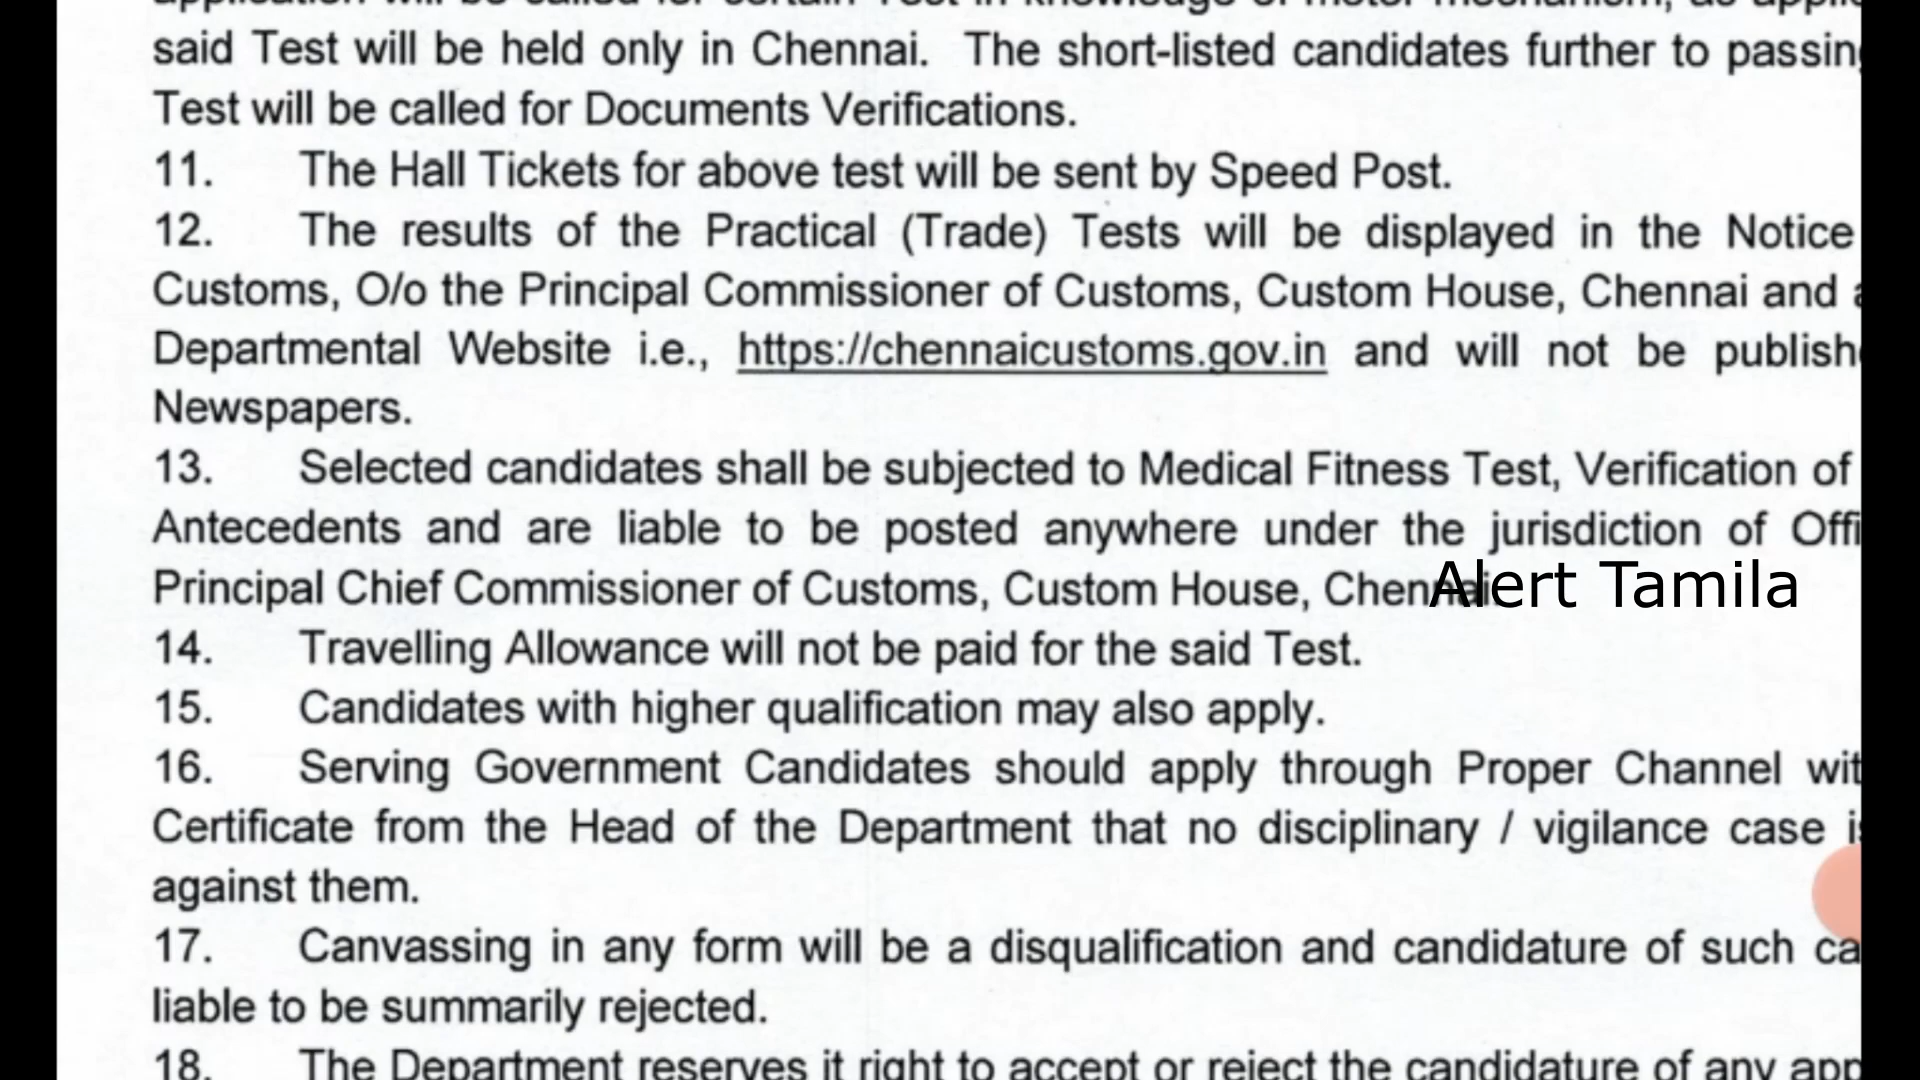 said Test will be held only in Chennai. The short-listed candidates further to
Test will be called for Documents Verifications.
11. The Hall Tickets for above test will be sent by Speed Post.
12. The results of the Practical (Trade) Tests will be displayed in the Notice
Customs, O/o the Principal Commissioner of Customs, Custom House, Chennai and
Departmental Website i.e., https://chennaicustoms.gov.in and will not be
Newspapers.
13. Selected candidates shall be subjected to Medical Fitness Test, Verification of
Antecedents and are liable to be posted anywhere under the jurisdiction of
Principal Chief Commissioner of Customs, Custom House,
Alert Tamila
14. Travelling Allowance will not be paid for the said Test.
15. Candidates with higher qualification may also apply.
16. Serving Government Candidates should apply through Proper Channel
Certificate from the Head of the Department that no disciplinary / vigilance case
against them.
17. Canvassing in any form will be a disqualification and candidature of such
liable to be summarily rejected.
18. The Department reserves it right to accept or reject the candidature of any